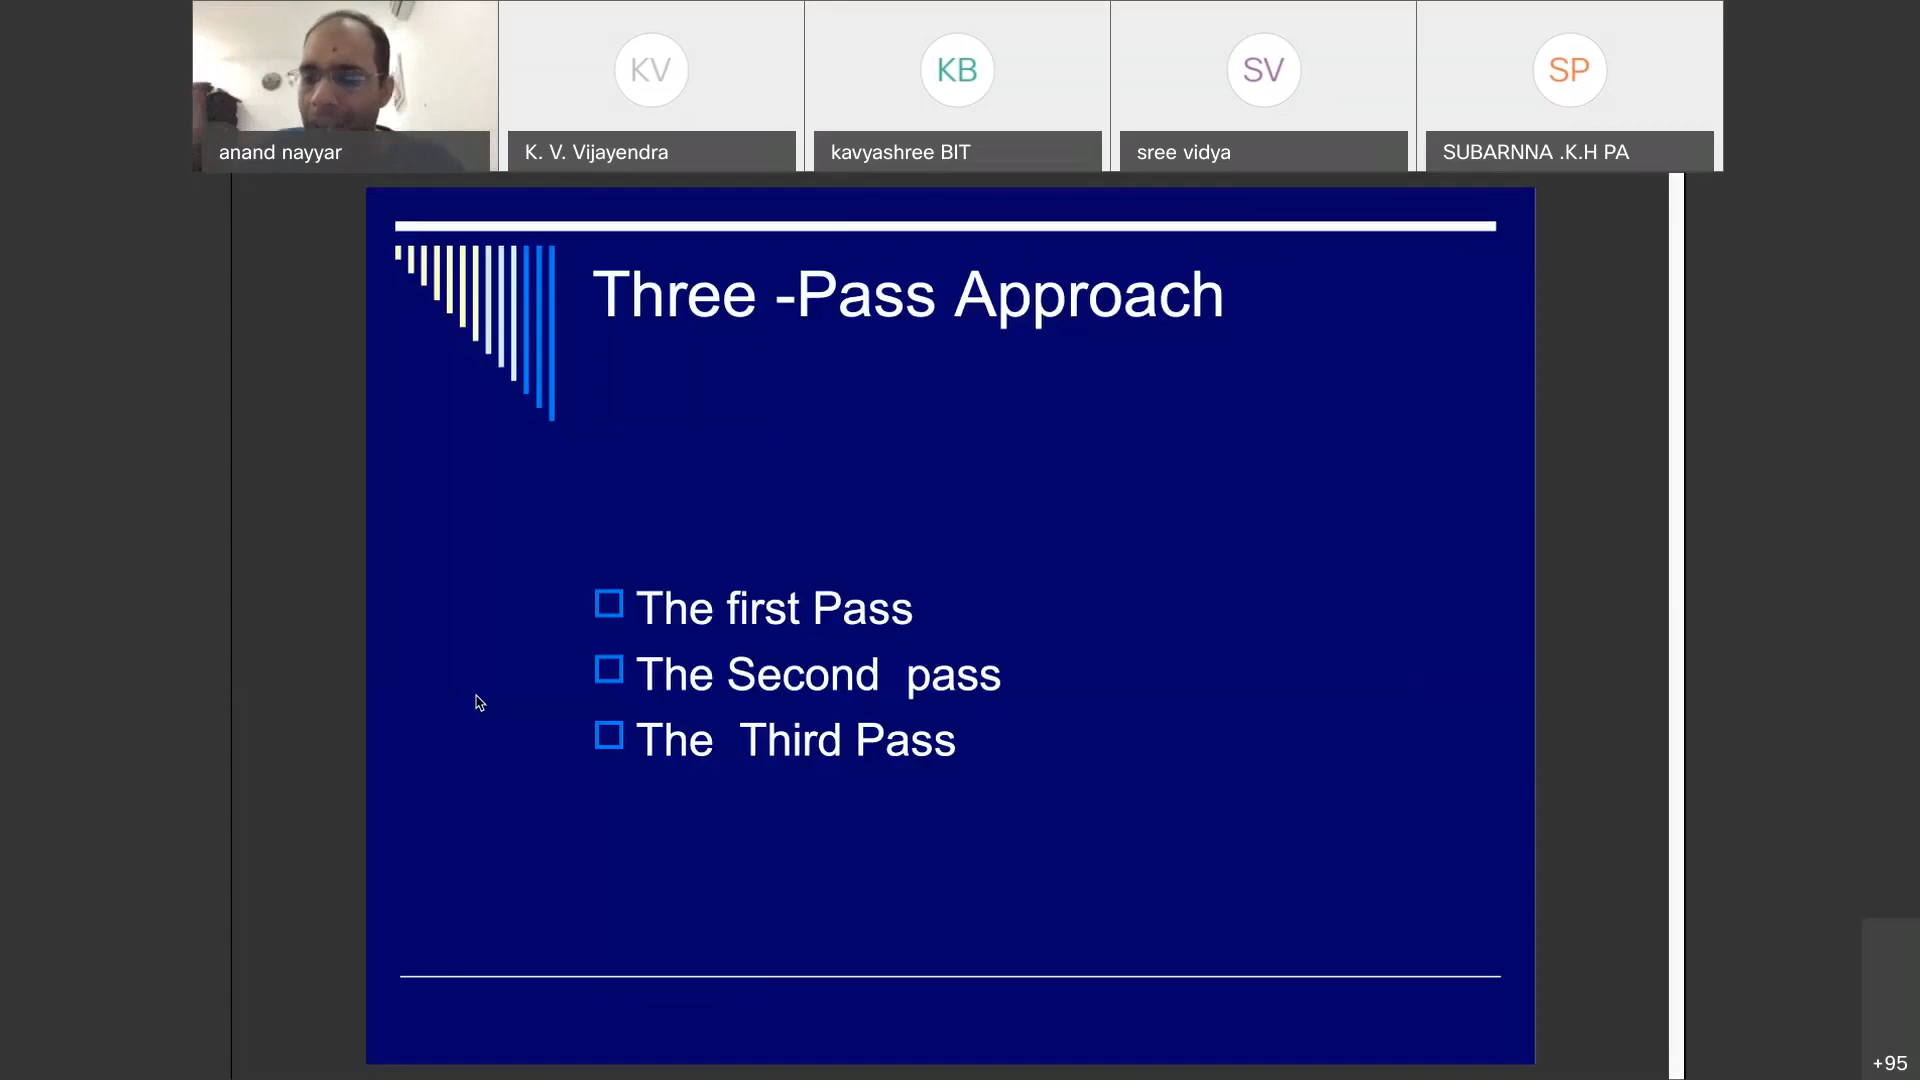 KV
KB
SV
SP
anand nayyar
K. V. Vijayendra
kavyashree BIT
sree vidya
SUBARNNA .K.H PA
Three -Pass Approach
The first Pass
The Second  pass
The  Third Pass
+95